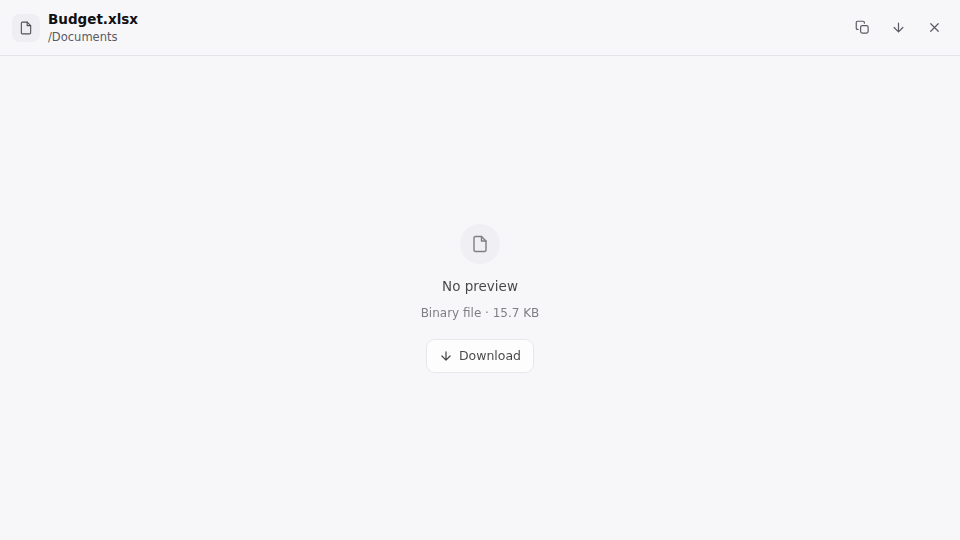 Budget.xlsx
/Documents
No preview
Binary file · 15.7 KB
Download